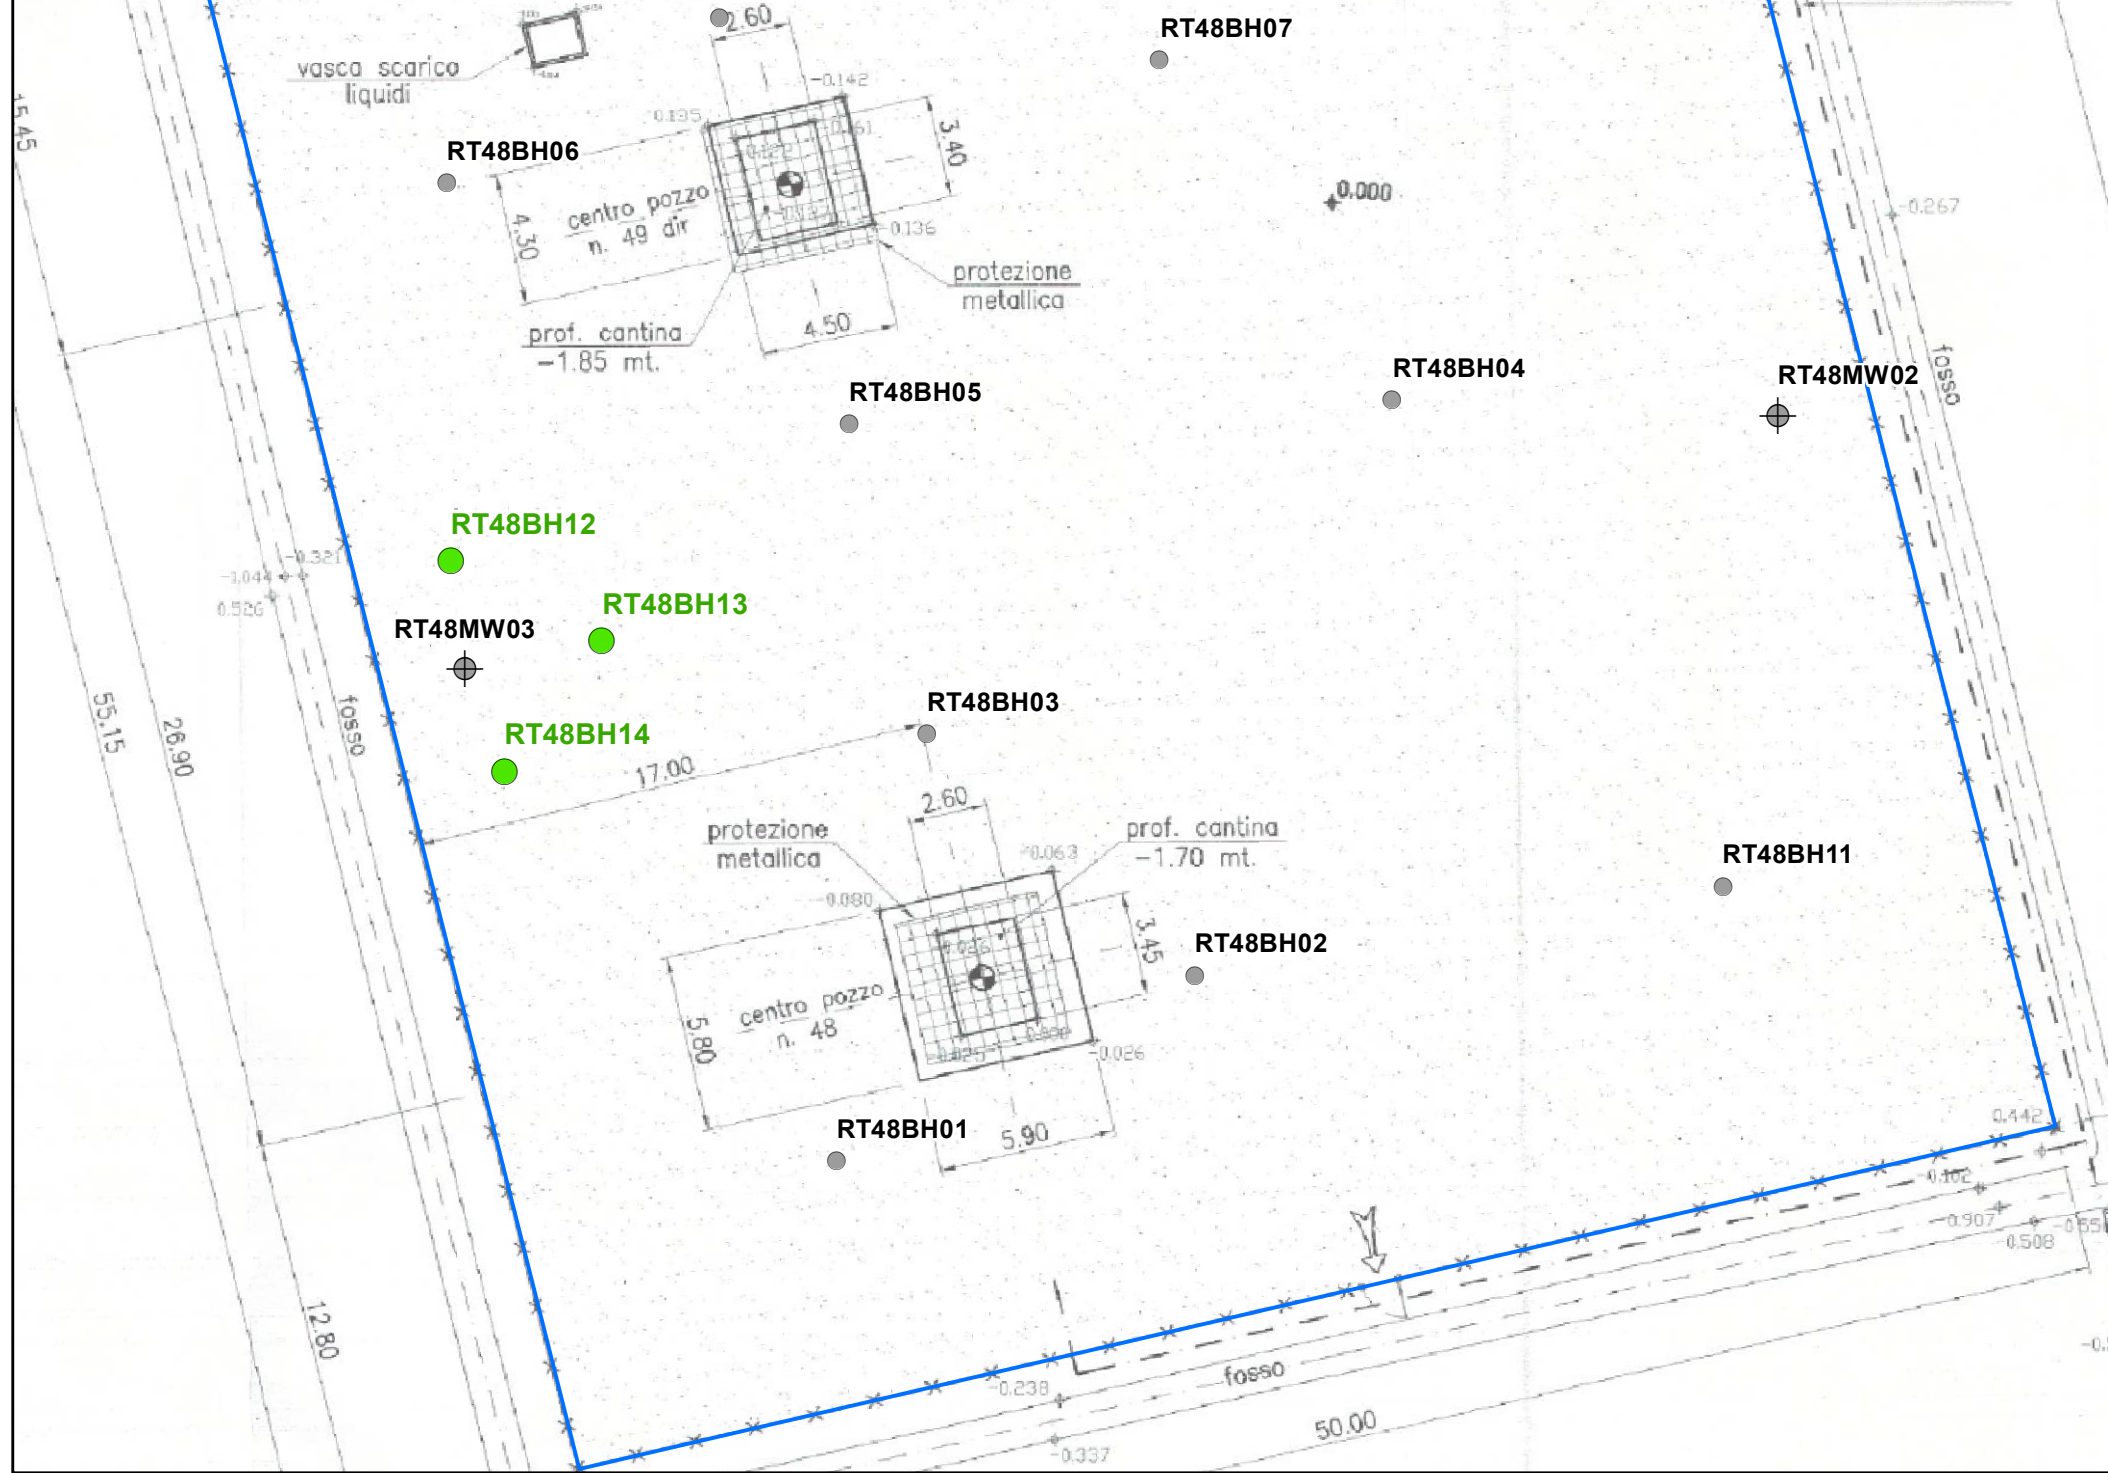 2.60
RT48BH07
vasca scarico
liquidi
-0.142
0.135
3.40
15.45
RT48BH06
0.000
-0.267
centro pozzo
n. 49 dir
4.30
-0.136
protezione
metallica
prof. cantina
-1.85 mt.
4.50
fosso
RT48BH04
RT48MW02
RT48BH05
RT48BH12
-0.321
-1.044
0.526
RT48BH13
RT48MW03
RT48BH03
fosso
55.15
26.90
RT48BH14
17.00
2.60
protezione
metallica
prof. cantina
-1.70 mt.
0.063
RT48BH11
-0.080
3.45
RT48BH02
centro pozzo
n. 48
5.80
-0.025
-0.026
RT48BH01
5.90
0.442
-0.102
-0.907
0.508
12.80
-0.238
fosso
50.00
-0.337